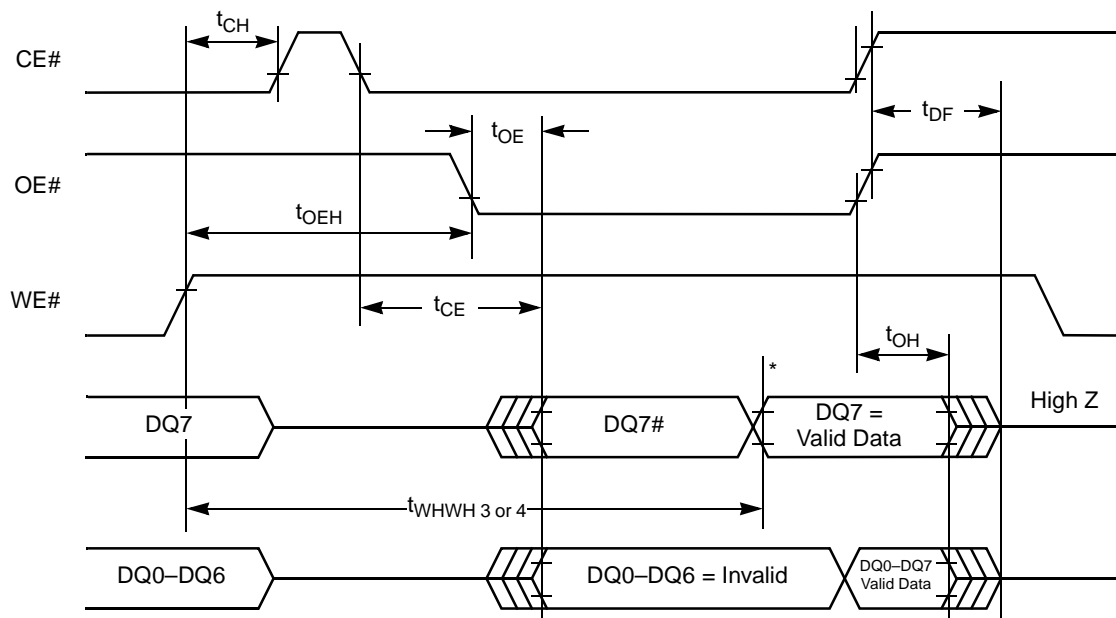 tCH
CE#
tDF
tOE
OE#
tOEH
WE#
tCE
tOH
*
DQ7
DQ7#
DQ7 =
Valid Data
High Z
tWHWH 3 or 4
DQ0–DQ6
DQ0–DQ6 = Invalid
DQ0–DQ7
Valid Data